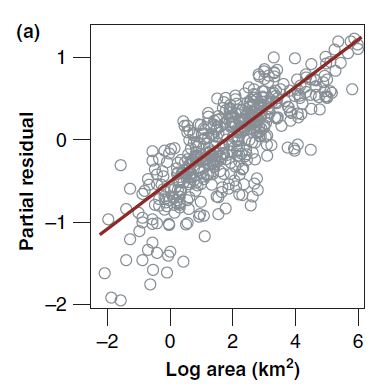 (a)
Partial residual
1
0
–1
–2
–2 0 2 4 6
Log area (km²)